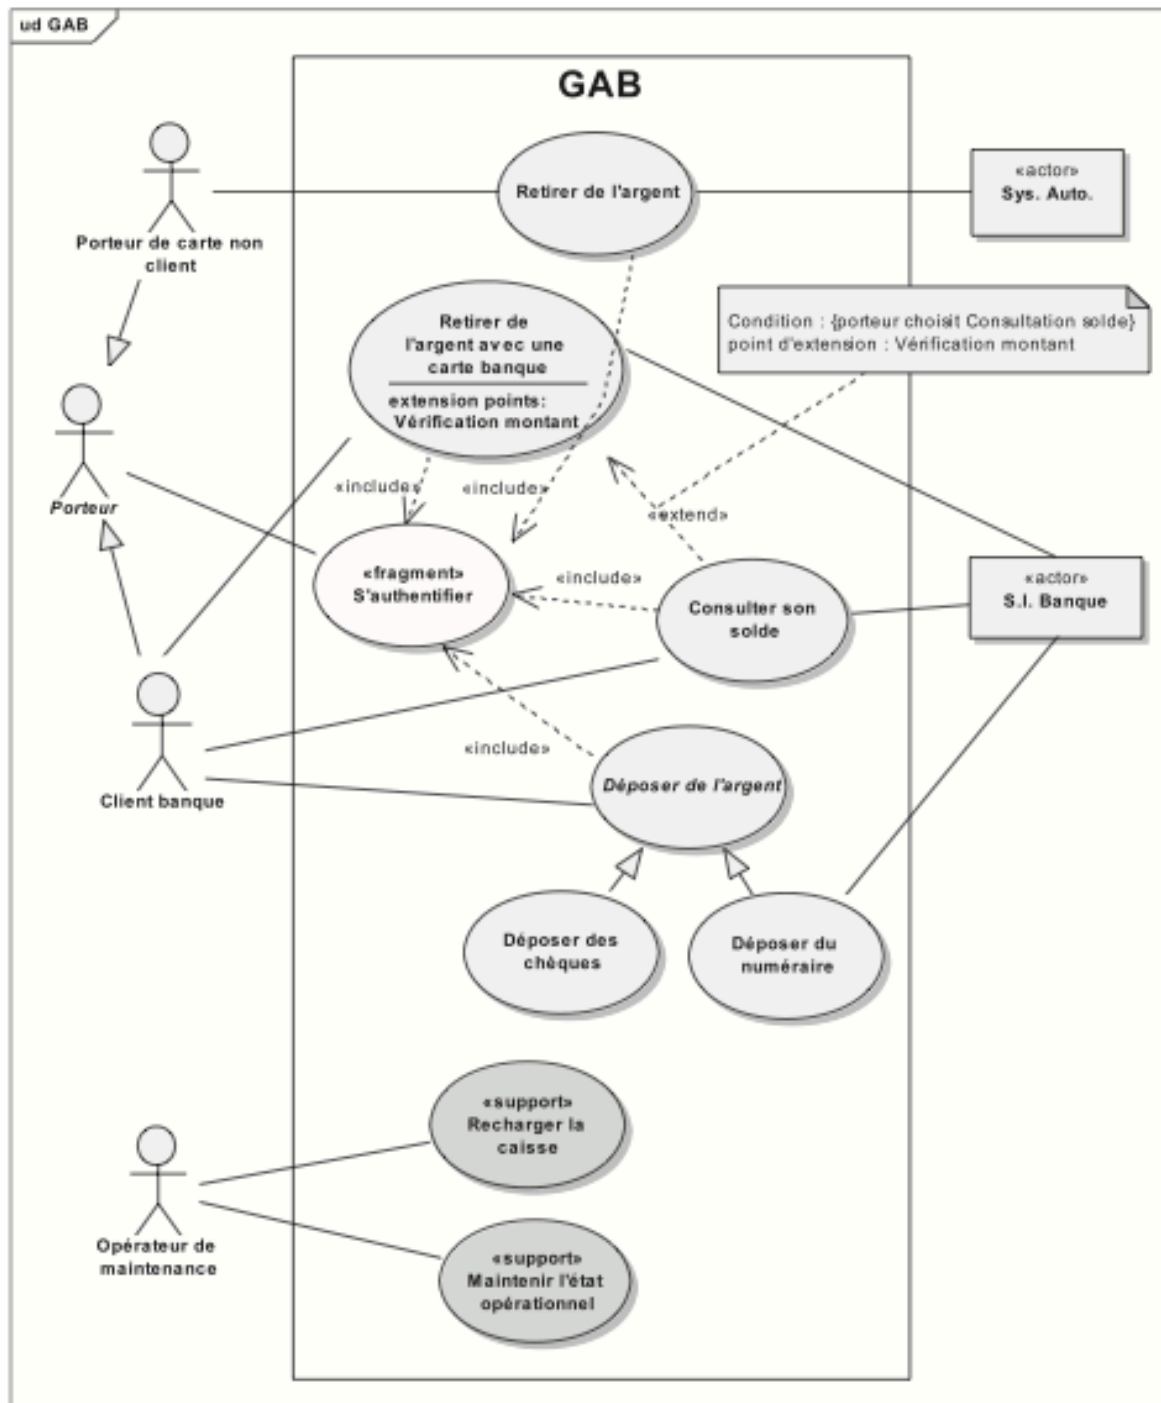 ud GAB
GAB
Retirer de l'argent
«actor»
Sys. Auto.
Porteur de carte non
client
Retirer de
l'argent avec une
carte banque
extension points:
Vérification montant
Condition : {porteur choisit Consultation solde}
point d'extension : Vérification montant
Porteur
«include»
«include»
«extend»
«fragment»
S'authentifier
«include»
Consulter son
solde
«actor»
S.I. Banque
Client banque
«include»
Déposer de l'argent
Déposer des
chèques
Déposer du
numéraire
«support»
Recharger la
caisse
Opérateur de
maintenance
«support»
Maintenir l'état
opérationnel